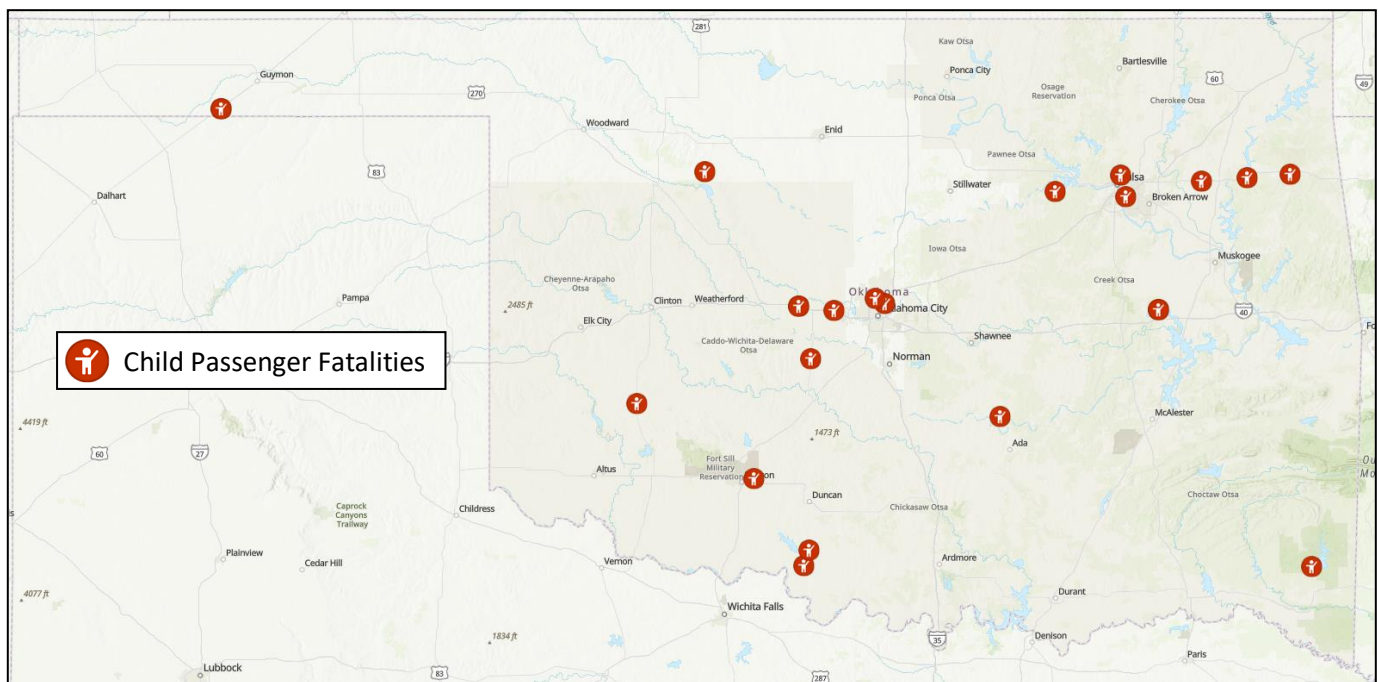 281
Kaw Otsa
Bartlesville
Guymon
Ponca City
60
49
270
Osage
Reservation
Ponca Otsa
Cherokee Otsa
Woodward
Enid
Pawnee Otsa
83
Stillwater
lsa
Dalhart
Broken Arrow
Iowa Otsa
Muskogee
Cheyenne-Arapaho
Otsa
Creek Otsa
Pampa
2485 ft
Clinton
Weatherford
Oklahoma
ahoma City
40
Elk City
Shawnee
Caddo-Wichita-Delaware
Otsa
Norman
Child Passenger Fatalities
4419 ft
McAlester
1473 ft
Ada
60
27
Fort Sill
Military
Reservation
on
Altus
Duncan
Choctaw Otsa
Caprock
Canyons
Trailway
Childress
Chickasaw Otsa
Plainview
Cedar Hill
Vernon
Ardmore
Durant
4077 ft
Wichita Falls
1834 ft
35
Denison
Paris
Lubbock
83
287